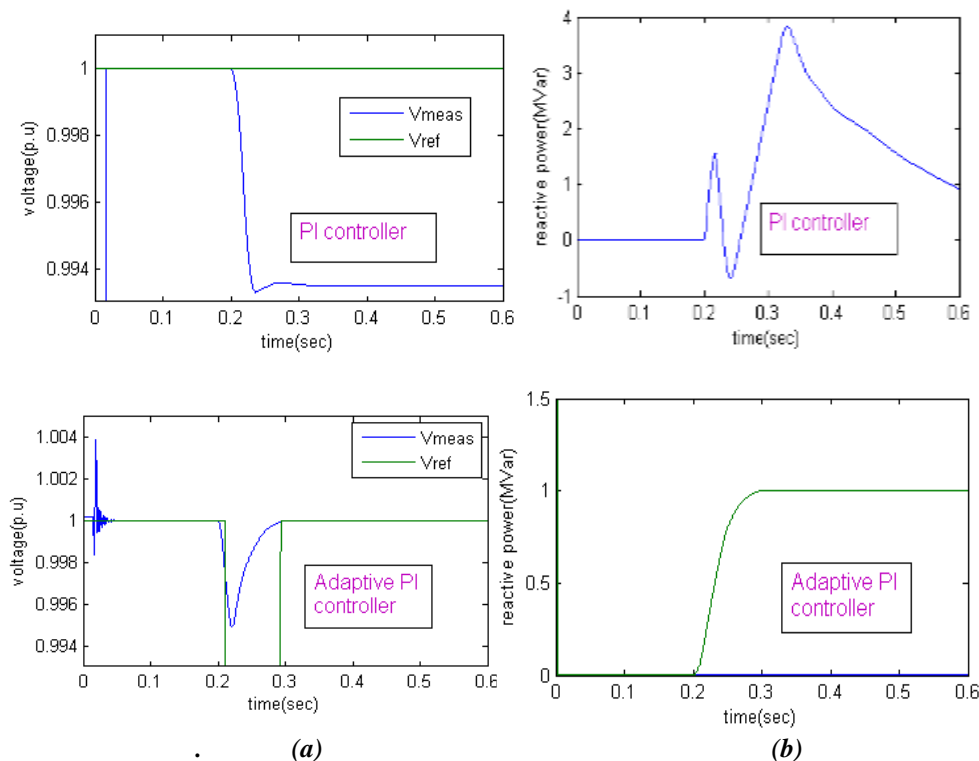 voltage(p.u)
1
0.998
0.996
0.994
0 0.1 0.2 0.3 0.4 0.5 0.6
time(sec)
Vmeas
Vref
PI controller
reactive power(MVar)
4
3
2
1
0
-1
0 0.1 0.2 0.3 0.4 0.5 0.6
time(sec)
PI controller
voltage(p.u)
1.004
1.002
1
0.998
0.996
0.994
0 0.1 0.2 0.3 0.4 0.5 0.6
time(sec)
Vmeas
Vref
Adaptive PI
controller
reactive power(MVar)
1.5
1
0.5
0
0 0.1 0.2 0.3 0.4 0.5 0.6
time(sec)
Adaptive PI
controller
. (a) (b)